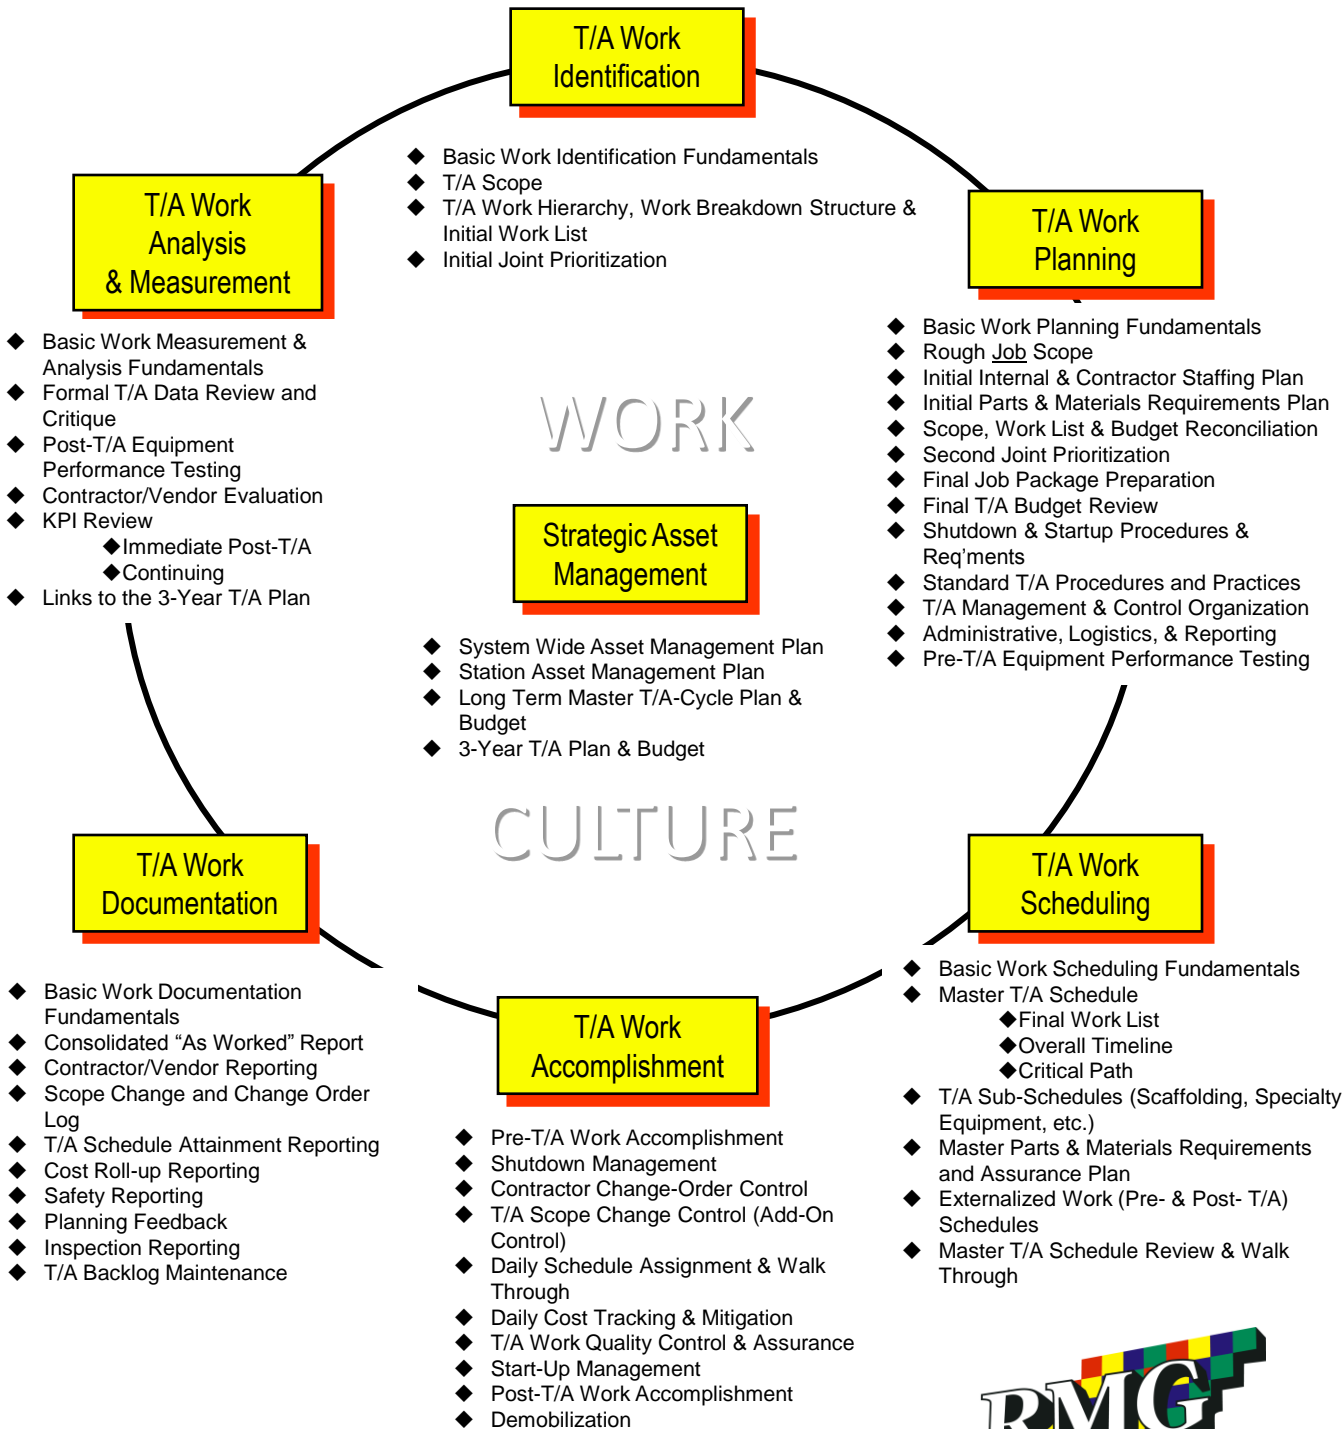 T/A Work
Identification
◆ Basic Work Identification Fundamentals
◆ T/A Scope
◆ T/A Work Hierarchy, Work Breakdown Structure &
Initial Work List
◆ Initial Joint Prioritization
T/A Work
Planning
◆ Basic Work Planning Fundamentals
◆ Rough Job Scope
◆ Initial Internal & Contractor Staffing Plan
◆ Initial Parts & Materials Requirements Plan
◆ Scope, Work List & Budget Reconciliation
◆ Second Joint Prioritization
◆ Final Job Package Preparation
◆ Final T/A Budget Review
◆ Shutdown & Startup Procedures &
Req'ments
◆ Standard T/A Procedures and Practices
◆ T/A Management & Control Organization
◆ Administrative, Logistics, & Reporting
◆ Pre-T/A Equipment Performance Testing
T/A Work
Scheduling
◆ Basic Work Scheduling Fundamentals
◆ Master T/A Schedule
◆Final Work List
◆Overall Timeline
◆Critical Path
◆ T/A Sub-Schedules (Scaffolding, Specialty
Equipment, etc.)
◆ Master Parts & Materials Requirements
and Assurance Plan
◆ Externalized Work (Pre- & Post- T/A)
Schedules
◆ Master T/A Schedule Review & Walk
Through
T/A Work
Accomplishment
◆ Pre-T/A Work Accomplishment
◆ Shutdown Management
◆ Contractor Change-Order Control
◆ T/A Scope Change Control (Add-On
Control)
◆ Daily Schedule Assignment & Walk
Through
◆ Daily Cost Tracking & Mitigation
◆ T/A Work Quality Control & Assurance
◆ Start-Up Management
◆ Post-T/A Work Accomplishment
◆ Demobilization
T/A Work
Documentation
◆ Basic Work Documentation
Fundamentals
◆ Consolidated “As Worked” Report
◆ Contractor/Vendor Reporting
◆ Scope Change and Change Order
Log
◆ T/A Schedule Attainment Reporting
◆ Cost Roll-up Reporting
◆ Safety Reporting
◆ Planning Feedback
◆ Inspection Reporting
◆ T/A Backlog Maintenance
T/A Work
Analysis
& Measurement
◆ Basic Work Measurement &
Analysis Fundamentals
◆ Formal T/A Data Review and
Critique
◆ Post-T/A Equipment
Performance Testing
◆ Contractor/Vendor Evaluation
◆ KPI Review
◆Immediate Post-T/A
◆Continuing
◆ Links to the 3-Year T/A Plan
WORK
Strategic Asset
Management
◆ System Wide Asset Management Plan
◆ Station Asset Management Plan
◆ Long Term Master T/A-Cycle Plan &
Budget
◆ 3-Year T/A Plan & Budget
CULTURE
RMG